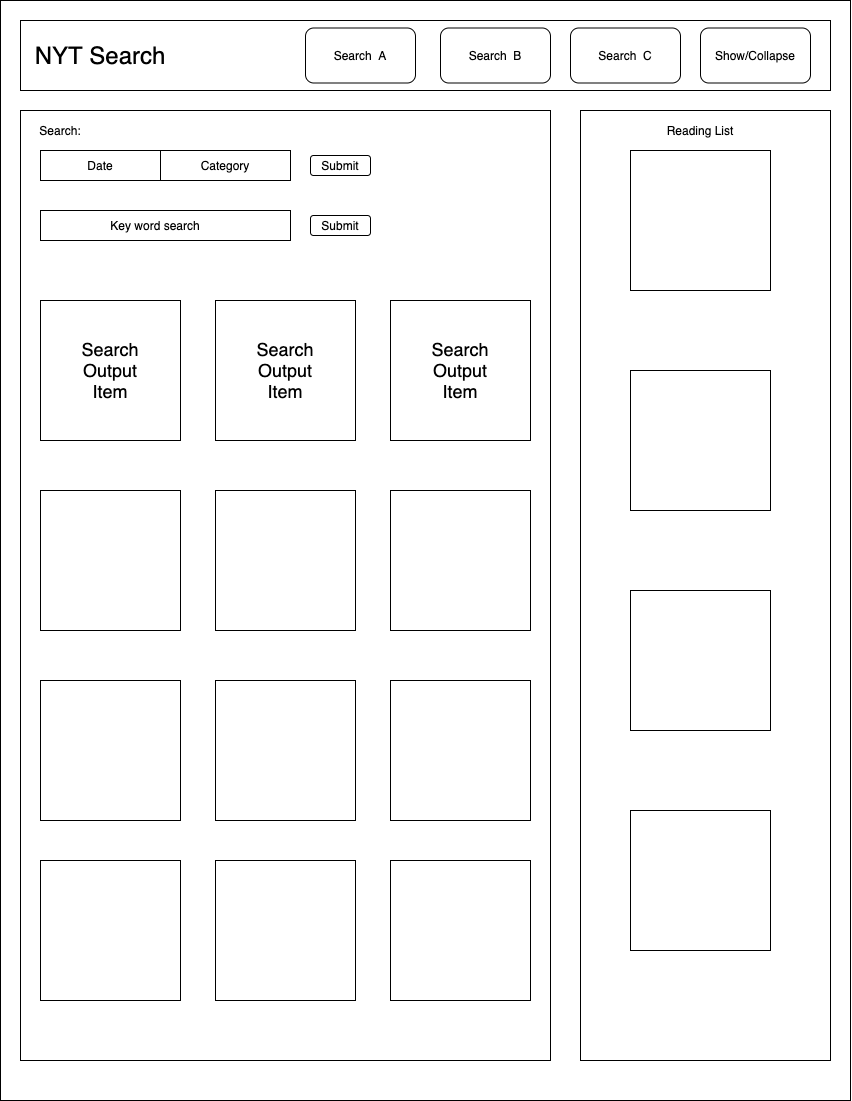 NYT Search
Search A
Search B
Search C
Show/Collapse
Search:
Date
Category
Submit
Key word search
Submit
Search
Output
Item
Search
Output
Item
Search
Output
Item
Reading List